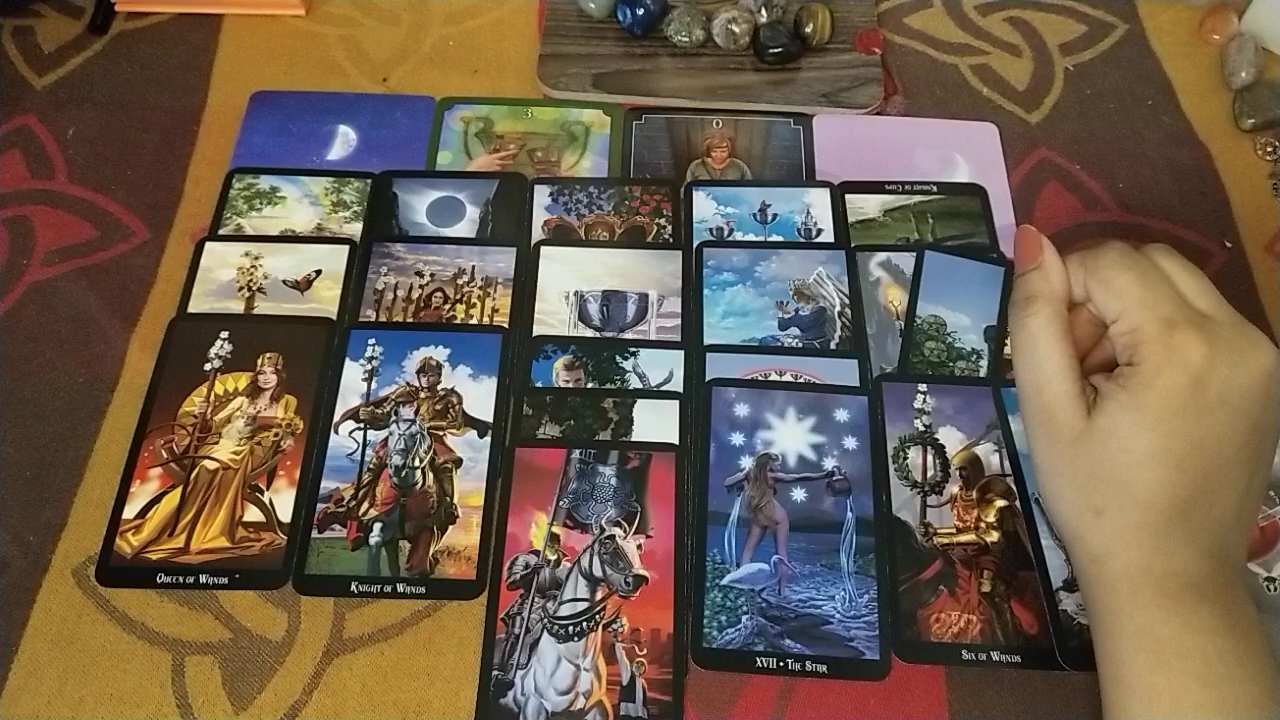 3
0
KNIGHT OF CUPS
QUEEN OF WANDS
KNIGHT OF WANDS
XVII • THE STAR
SIX OF WANDS